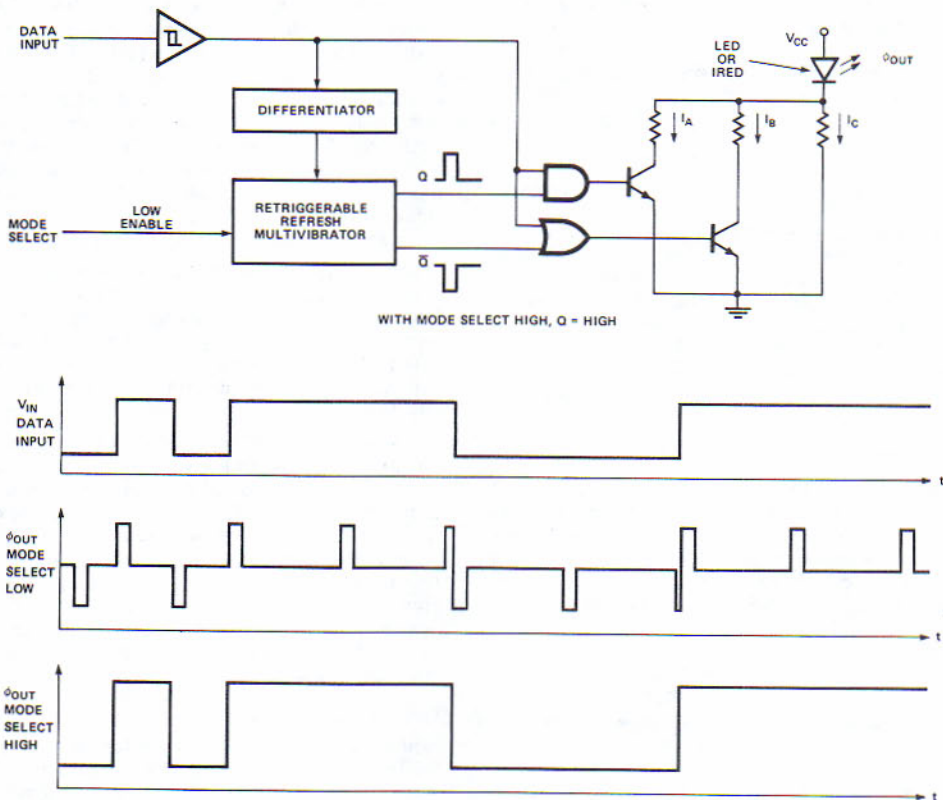 DATA
INPUT
LED
OR
IRED
VCC
ϕOUT
DIFFERENTIATOR
IA
IB
IC
Q
MODE
SELECT
LOW
ENABLE
RETRIGGERABLE
REFRESH
MULTIVIBRATOR
Q̅
WITH MODE SELECT HIGH, Q = HIGH
VIN
DATA
INPUT
t
ϕOUT
MODE
SELECT
LOW
t
ϕOUT
MODE
SELECT
HIGH
t